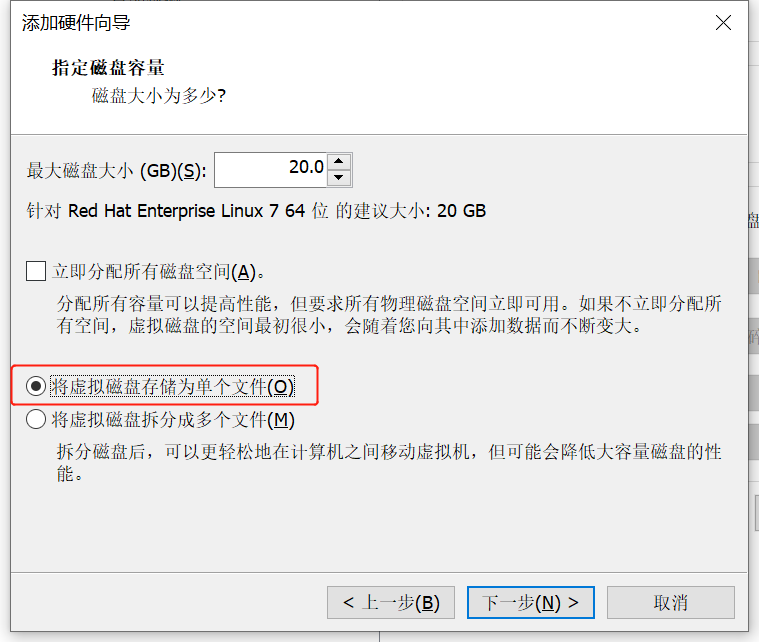 添加硬件向导
指定磁盘容量
磁盘大小为多少?
最大磁盘大小 (GB)(S): 20.0
针对 Red Hat Enterprise Linux 7 64 位 的建议大小: 20 GB
立即分配所有磁盘空间(A)。
分配所有容量可以提高性能，但要求所有物理磁盘空间立即可用。如果不立即分配所
有空间，虚拟磁盘的空间最初很小，会随着您向其中添加数据而不断变大。
将虚拟磁盘存储为单个文件(O)
将虚拟磁盘拆分成多个文件(M)
拆分磁盘后，可以更轻松地在计算机之间移动虚拟机，但可能会降低大容量磁盘的性
能。
< 上一步(B) 下一步(N) > 取消